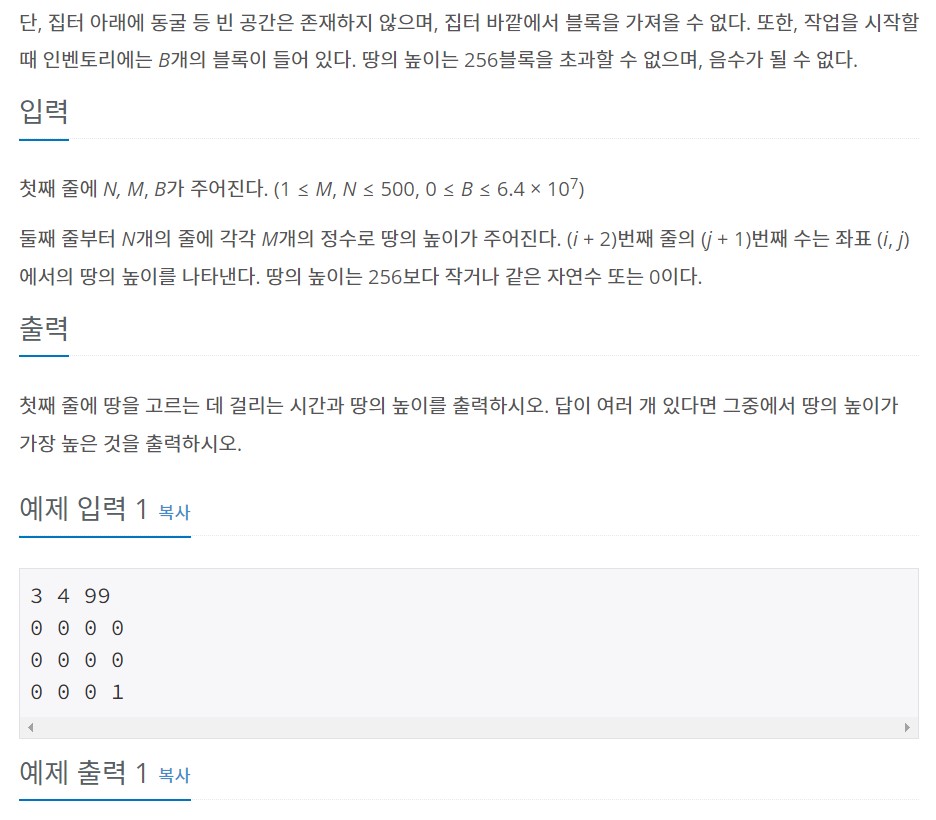 단, 집터 아래에 동굴 등 빈 공간은 존재하지 않으며, 집터 바깥에서 블록을 가져올 수 없다. 또한, 작업을 시작할
때 인벤토리에는 B개의 블록이 들어 있다. 땅의 높이는 256블록을 초과할 수 없으며, 음수가 될 수 없다.
입력
첫째 줄에 N, M, B가 주어진다. (1 ≤ M, N ≤ 500, 0 ≤ B ≤ 6.4 × 10⁷)
둘째 줄부터 N개의 줄에 각각 M개의 정수로 땅의 높이가 주어진다. (i + 2)번째 줄의 (j + 1)번째 수는 좌표 (i, j)
에서의 땅의 높이를 나타낸다. 땅의 높이는 256보다 작거나 같은 자연수 또는 0이다.
출력
첫째 줄에 땅을 고르는 데 걸리는 시간과 땅의 높이를 출력하시오. 답이 여러 개 있다면 그중에서 땅의 높이가
가장 높은 것을 출력하시오.
예제 입력 1 복사
3 4 99
0 0 0 0
0 0 0 0
0 0 0 1
예제 출력 1 복사